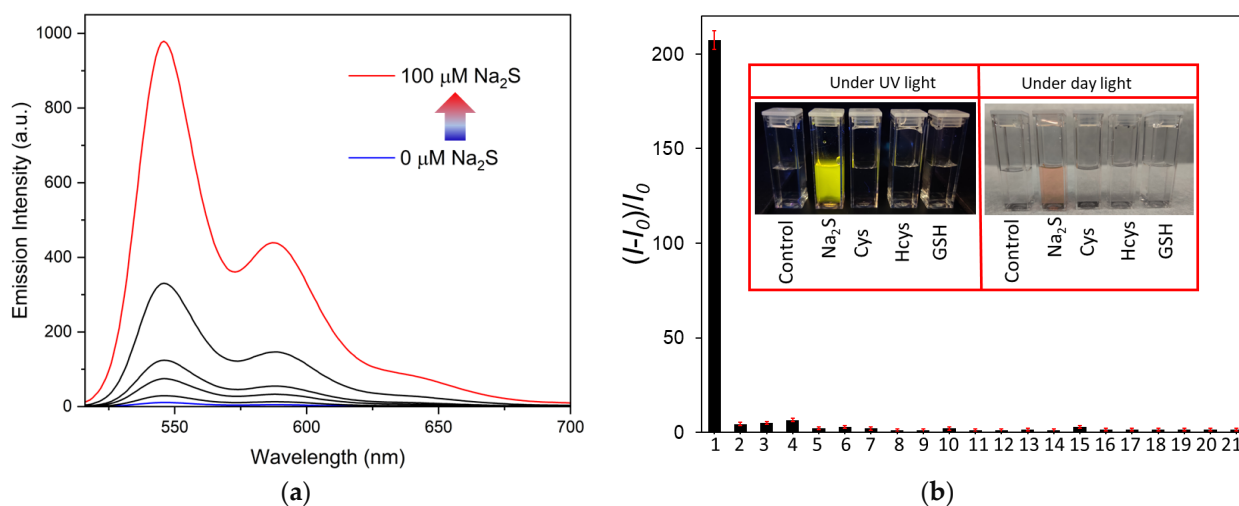 1000
800
600
400
200
0
Emission Intensity (a.u.)
100 μM Na₂S
0 μM Na₂S
550
600
650
700
Wavelength (nm)
(a)
200
150
100
50
0
(I-I₀)/I₀
Under UV light
Under day light
Control
Na₂S
Cys
Hcys
GSH
Control
Na₂S
Cys
Hcys
GSH
1 2 3 4 5 6 7 8 9 10 11 12 13 14 15 16 17 18 19 20 21
(b)